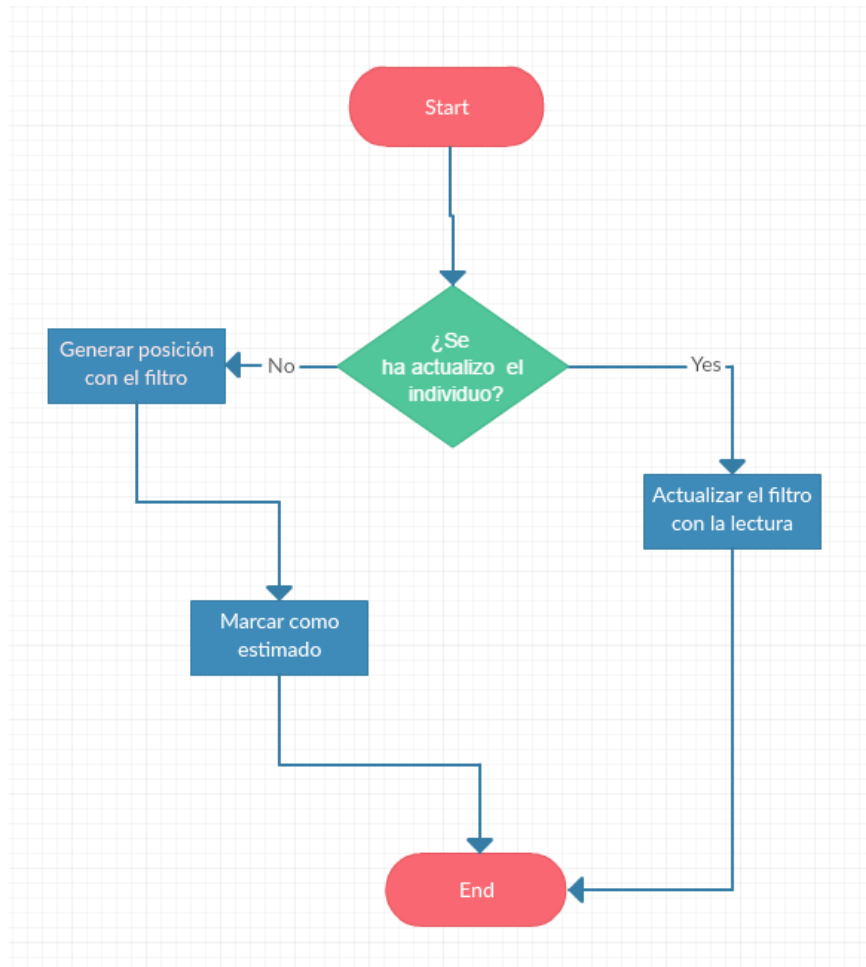 Start
¿Se
ha actualizo el
individuo?
No
Yes
Generar posición
con el filtro
Actualizar el filtro
con la lectura
Marcar como
estimado
End